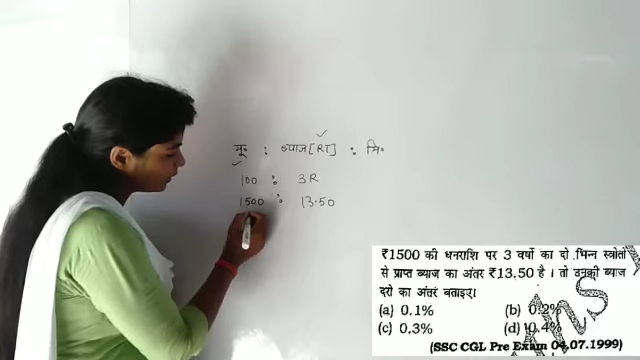 मू० : ब्याज [RT] : मि०
100 : 3R
1500 : 13.50
₹1500 की धनराशि पर 3 वर्षो का दो भिन्न स्त्रोतों
से प्राप्त ब्याज का अंतर ₹13.50 है। तो उनकी ब्याज
दरो का अंतर बताइए।
(a) 0.1% (b) 0.2%
(c) 0.3% (d) 0.4%
(SSC CGL Pre Exam 04.07.1999)